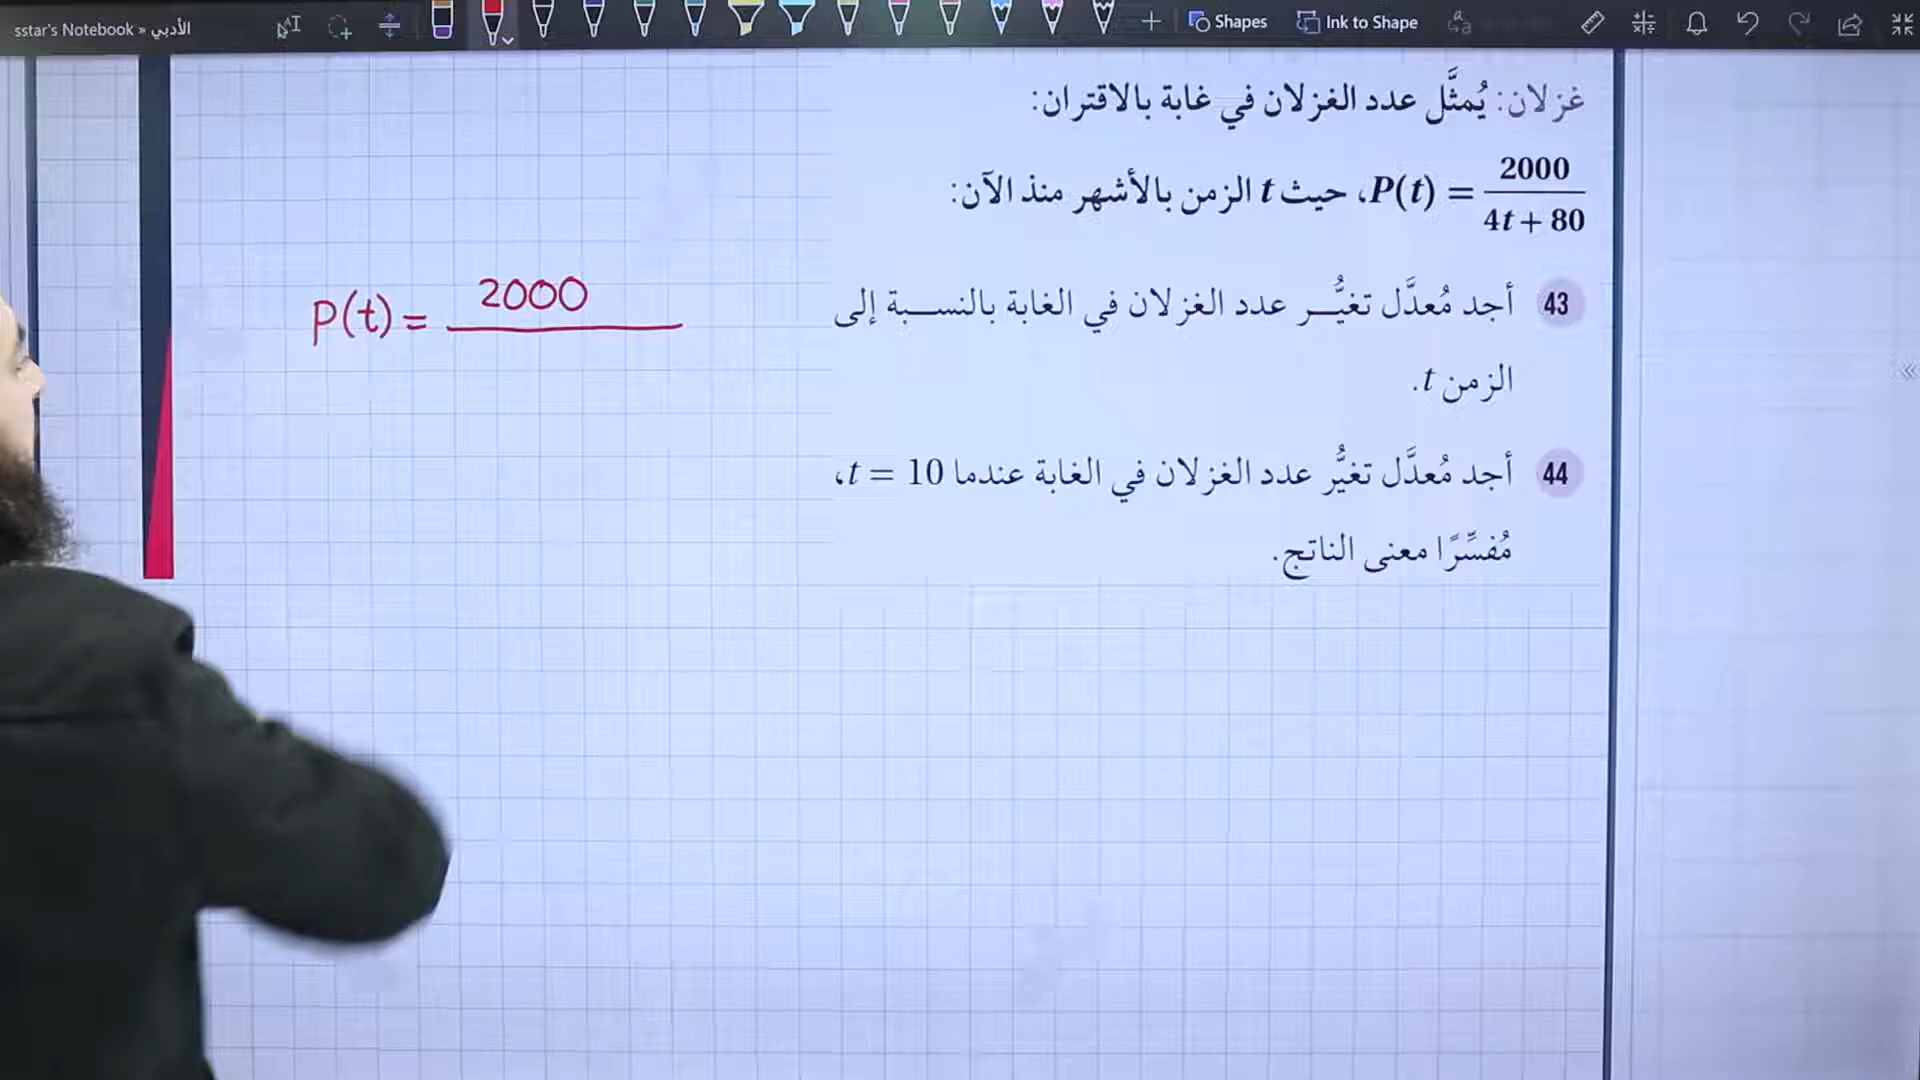 sstar's Notebook » الأدبي
Shapes
Ink to Shape
غزلان: يُمثَّل عدد الغزلان في غابة بالاقتران:
P(t) = 2000 / 4t + 80، حيث t الزمن بالأشهر منذ الآن:
43 أجد مُعدَّل تغيُّر عدد الغزلان في الغابة بالنسبة إلى
الزمن t.
44 أجد مُعدَّل تغيُّر عدد الغزلان في الغابة عندما t = 10،
مُفسِّرًا معنى الناتج.
P(t) = 2000